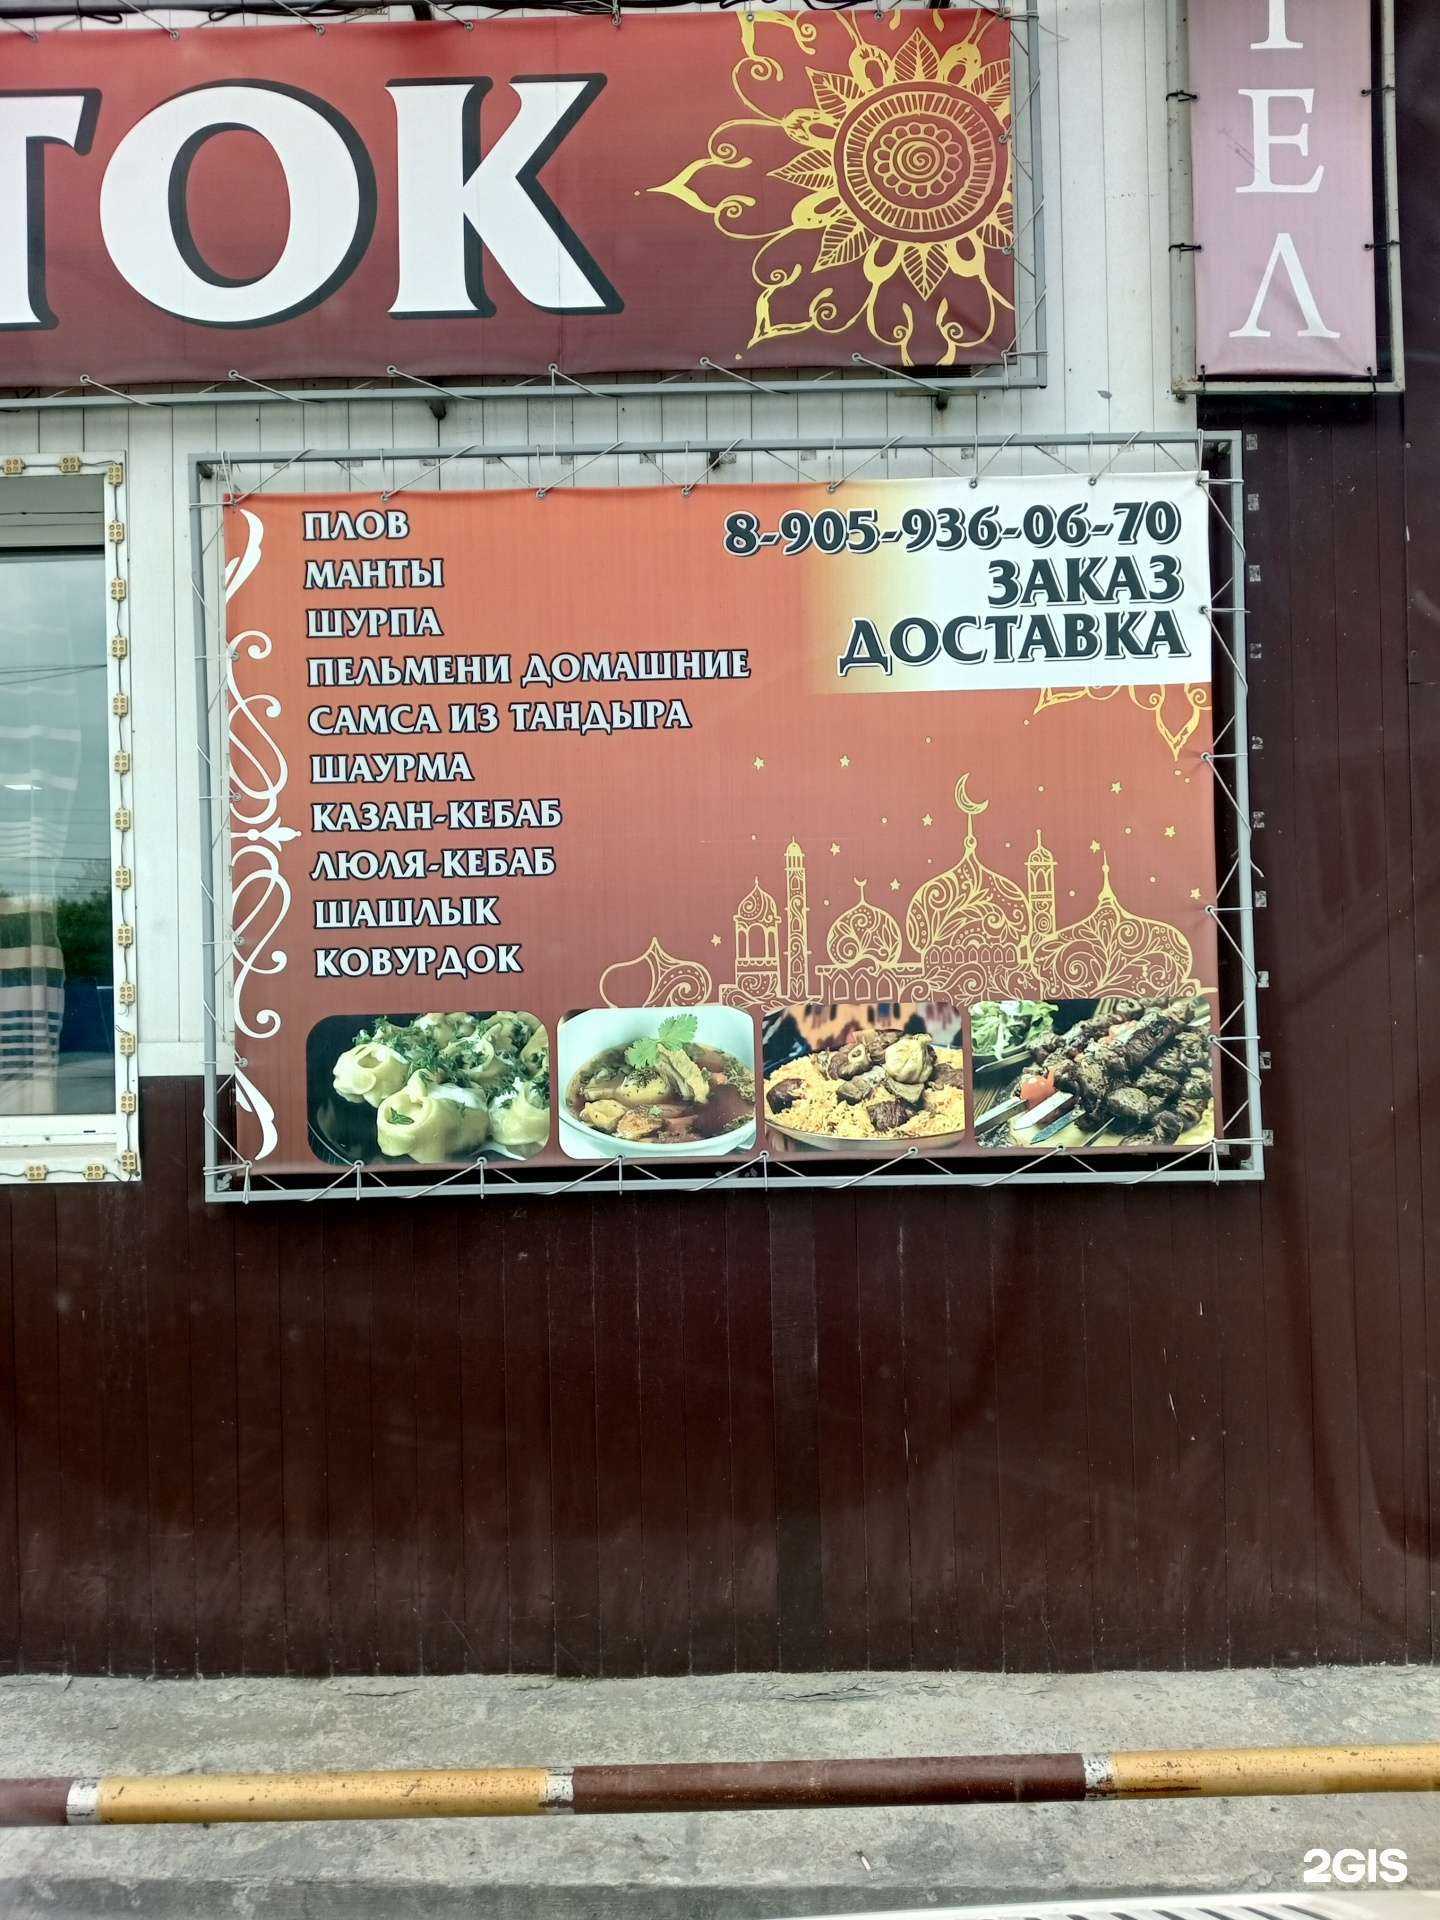 ТОК
ТЕЛ
ПЛОВ
МАНТЫ
ШУРПА
ПЕЛЬМЕНИ ДОМАШНИЕ
САМСА ИЗ ТАНДЫРА
ШАУРМА
КАЗАН-КЕБАБ
ЛЮЛЯ-КЕБАБ
ШАШЛЫК
КОВУРДОК
8-905-936-06-70
ЗАКАЗ
ДОСТАВКА
2GIS